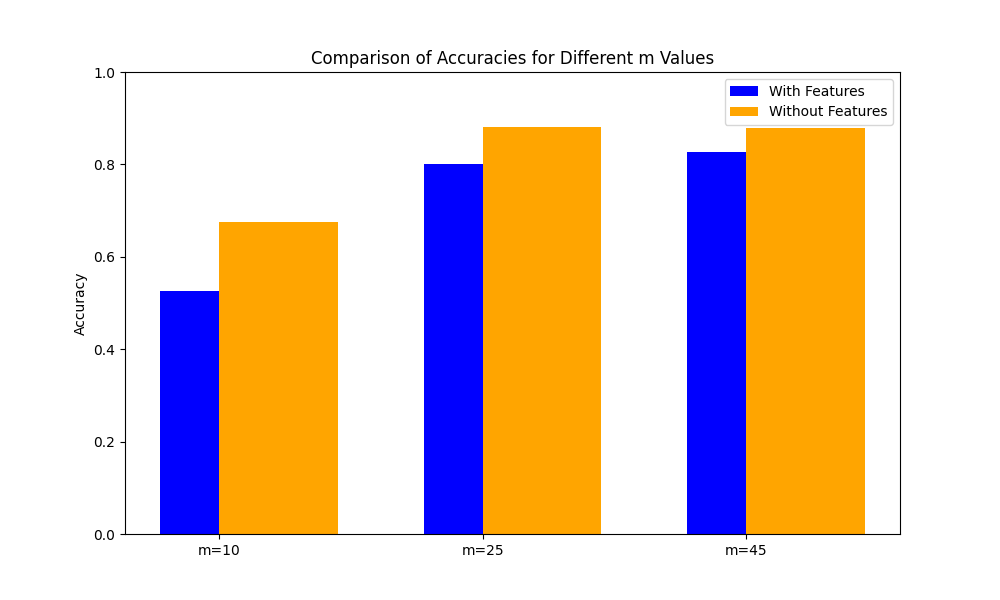 Comparison of Accuracies for Different m Values
1.0
With Features
Without Features
0.8
0.6
Accuracy
0.4
0.2
0.0
m=10
m=25
m=45